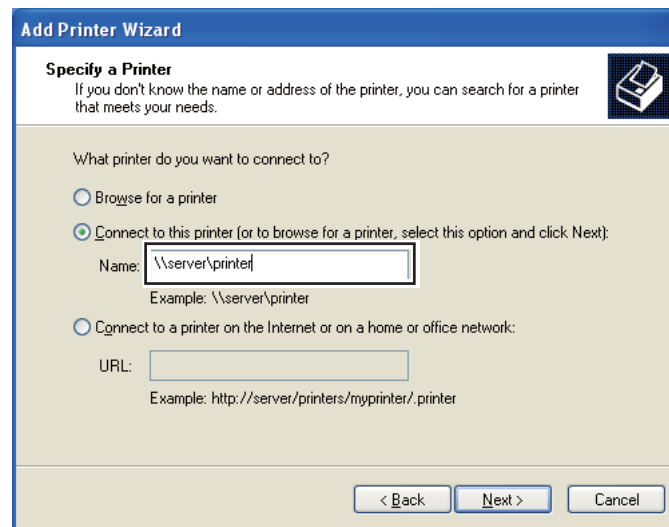 Add Printer Wizard
Specify a Printer
If you don't know the name or address of the printer, you can search for a printer
that meets your needs.
What printer do you want to connect to?
Browse for a printer
Connect to this printer (or to browse for a printer, select this option and click Next):
Name: \\server\printer
Example: \\server\printer
Connect to a printer on the Internet or on a home or office network:
URL:
Example: http://server/printers/myprinter/.printer
< Back Next > Cancel